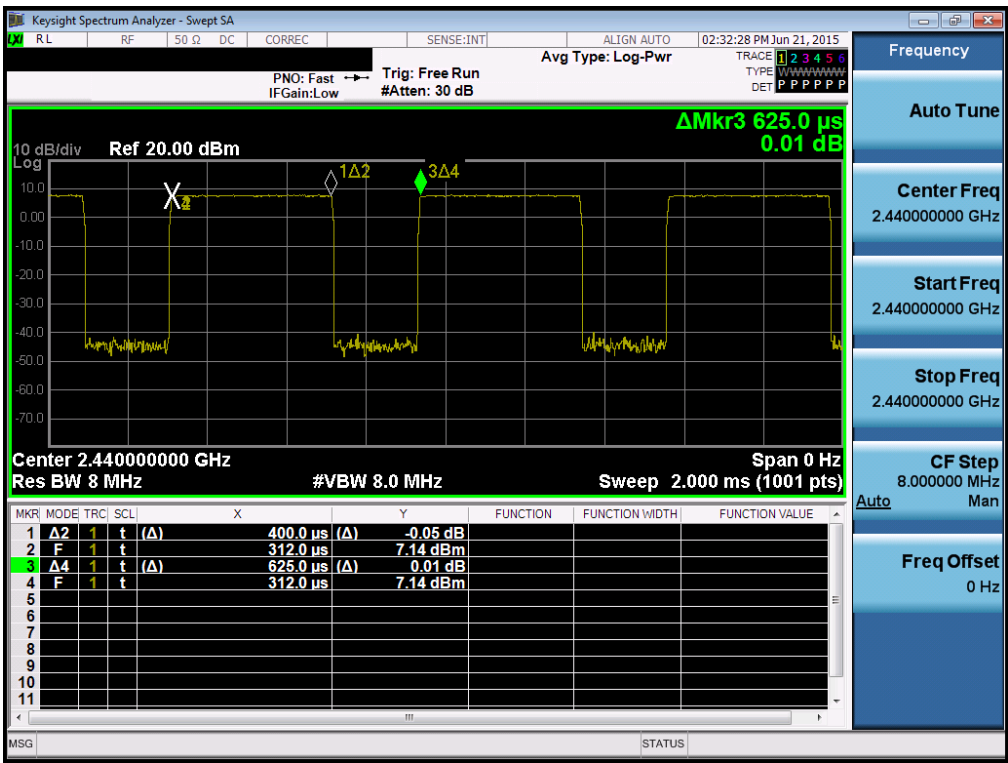 Keysight Spectrum Analyzer - Swept SA
LXI RL RF 50 Ω DC CORREC SENSE:INT ALIGN AUTO 02:32:28 PM Jun 21, 2015
Avg Type: Log-Pwr
TRACE 1 2 3 4 5 6
TYPE WWWWWW
DET P P P P P P
PNO: Fast Trig: Free Run
IFGain:Low #Atten: 30 dB
ΔMkr3 625.0 µs
0.01 dB
10 dB/div Ref 20.00 dBm
Log
10.0
0.00
-10.0
-20.0
-30.0
-40.0
-50.0
-60.0
-70.0
1Δ2
3Δ4
X
Center 2.440000000 GHz Span 0 Hz
Res BW 8 MHz #VBW 8.0 MHz Sweep 2.000 ms (1001 pts)
MKR MODE TRC SCL X Y FUNCTION FUNCTION WIDTH FUNCTION VALUE
1 Δ2 1 t (Δ) 400.0 µs (Δ) -0.05 dB
2 F 1 t 312.0 µs 7.14 dBm
3 Δ4 1 t (Δ) 625.0 µs (Δ) 0.01 dB
4 F 1 t 312.0 µs 7.14 dBm
5
6
7
8
9
10
11
MSG STATUS
Frequency
Auto Tune
Center Freq
2.440000000 GHz
Start Freq
2.440000000 GHz
Stop Freq
2.440000000 GHz
CF Step
8.000000 MHz
Auto Man
Freq Offset
0 Hz